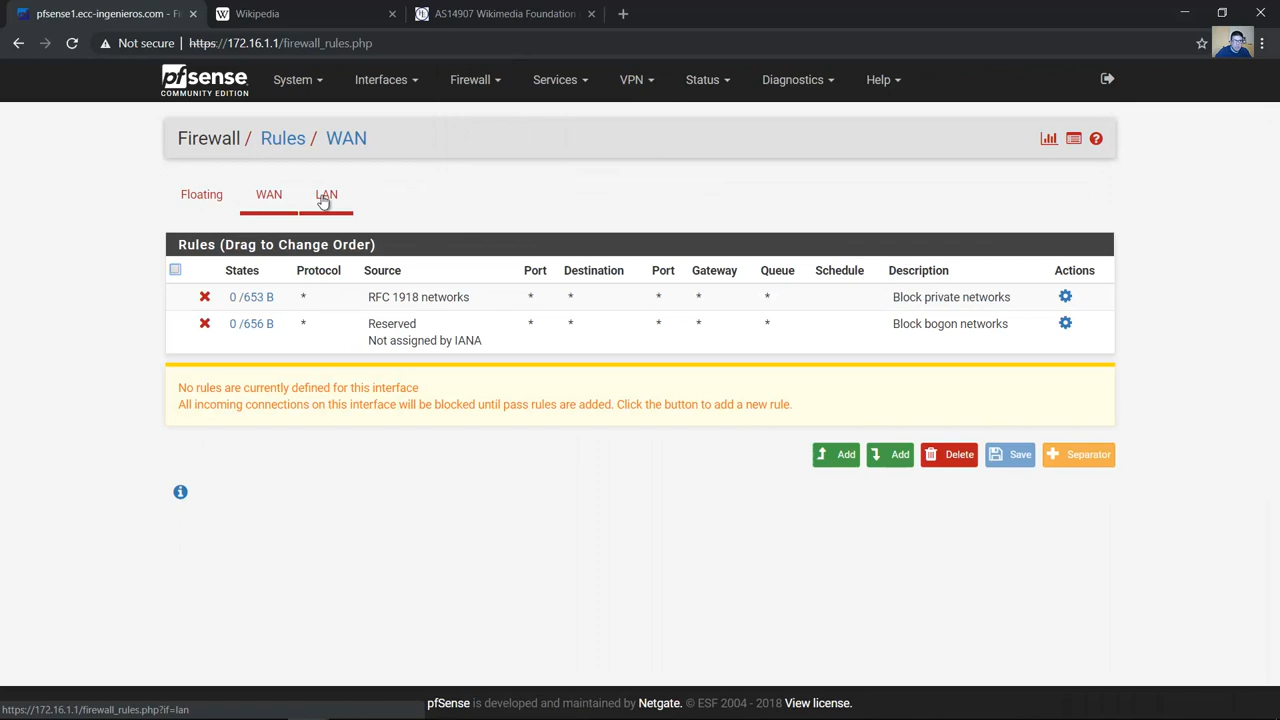 pfsense1.ecc-ingenieros.com - Fi
Wikipedia
AS14907 Wikimedia Foundation
Not secure
https://172.16.1.1/firewall_rules.php
pfsense
COMMUNITY EDITION
System
Interfaces
Firewall
Services
VPN
Status
Diagnostics
Help
Firewall / Rules / WAN
Floating
WAN
LAN
Rules (Drag to Change Order)
States Protocol Source Port Destination Port Gateway Queue Schedule Description Actions
0 /653 B * RFC 1918 networks * * * * * Block private networks
0 /656 B * Reserved * * * * * Block bogon networks
Not assigned by IANA
No rules are currently defined for this interface
All incoming connections on this interface will be blocked until pass rules are added. Click the button to add a new rule.
Add
Add
Delete
Save
Separator
https://172.16.1.1/firewall_rules.php?if=lan
pfSense is developed and maintained by Netgate. © ESF 2004 - 2018 View license.